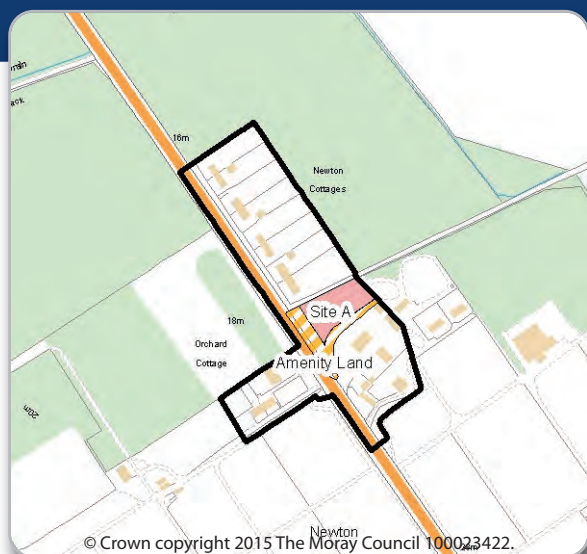 16m
Newton
Cottages
Site A
18m
Orchard
Cottage
Amenity Land
20m
Newton
© Crown copyright 2015 The Moray Council 100023422.